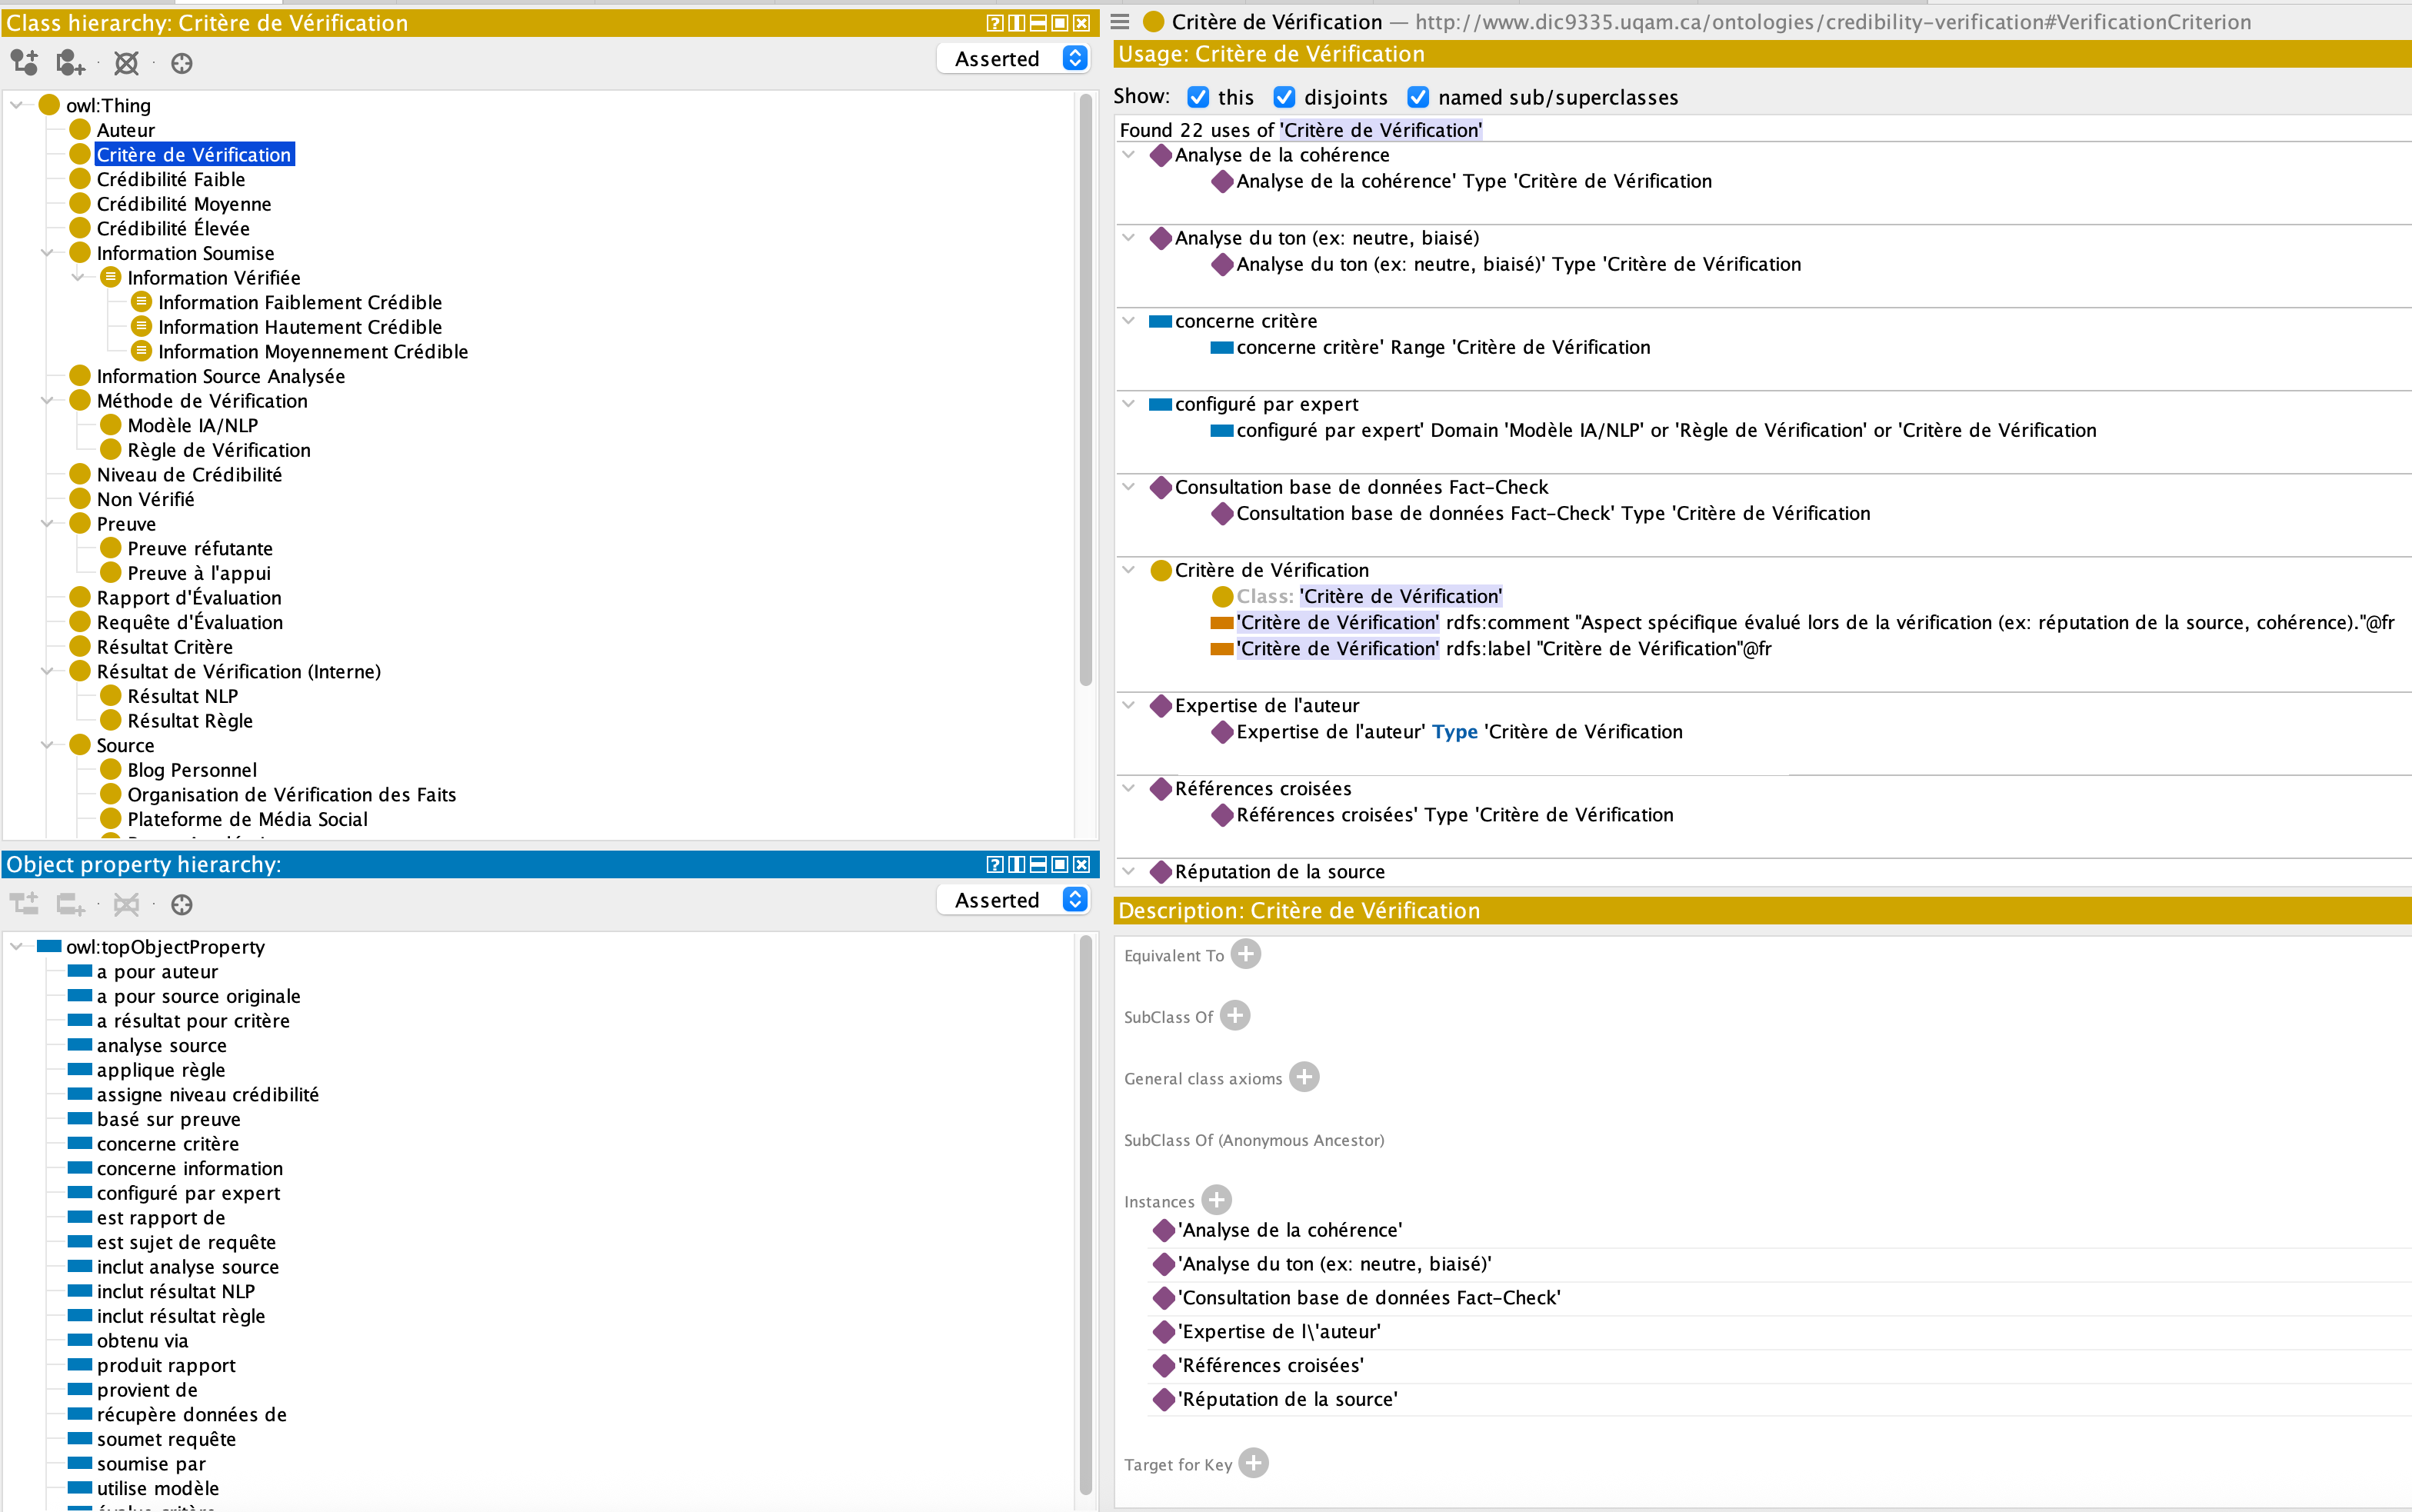 Class hierarchy: Critère de Vérification
Asserted
owl:Thing
Auteur
Critère de Vérification
Crédibilité Faible
Crédibilité Moyenne
Crédibilité Élevée
Information Soumise
Information Vérifiée
Information Faiblement Crédible
Information Hautement Crédible
Information Moyennement Crédible
Information Source Analysée
Méthode de Vérification
Modèle IA/NLP
Règle de Vérification
Niveau de Crédibilité
Non Vérifié
Preuve
Preuve réfutante
Preuve à l'appui
Rapport d'Évaluation
Requête d'Évaluation
Résultat Critère
Résultat de Vérification (Interne)
Résultat NLP
Résultat Règle
Source
Blog Personnel
Organisation de Vérification des Faits
Plateforme de Média Social
Object property hierarchy:
Asserted
owl:topObjectProperty
a pour auteur
a pour source originale
a résultat pour critère
analyse source
applique règle
assigne niveau crédibilité
basé sur preuve
concerne critère
concerne information
configuré par expert
est rapport de
est sujet de requête
inclut analyse source
inclut résultat NLP
inclut résultat règle
obtenu via
produit rapport
provient de
récupère données de
soumet requête
soumise par
utilise modèle
Critère de Vérification — http://www.dic9335.uqam.ca/ontologies/credibility-verification#VerificationCriterion
Usage: Critère de Vérification
Show: this disjoints named sub/superclasses
Found 22 uses of 'Critère de Vérification'
Analyse de la cohérence
Analyse de la cohérence' Type 'Critère de Vérification
Analyse du ton (ex: neutre, biaisé)
Analyse du ton (ex: neutre, biaisé)' Type 'Critère de Vérification
concerne critère
concerne critère' Range 'Critère de Vérification
configuré par expert
configuré par expert' Domain 'Modèle IA/NLP' or 'Règle de Vérification' or 'Critère de Vérification
Consultation base de données Fact-Check
Consultation base de données Fact-Check' Type 'Critère de Vérification
Critère de Vérification
Class: 'Critère de Vérification'
'Critère de Vérification' rdfs:comment "Aspect spécifique évalué lors de la vérification (ex: réputation de la source, cohérence)."@fr
'Critère de Vérification' rdfs:label "Critère de Vérification"@fr
Expertise de l'auteur
Expertise de l'auteur' Type 'Critère de Vérification
Références croisées
Références croisées' Type 'Critère de Vérification
Réputation de la source
Description: Critère de Vérification
Equivalent To
SubClass Of
General class axioms
SubClass Of (Anonymous Ancestor)
Instances
'Analyse de la cohérence'
'Analyse du ton (ex: neutre, biaisé)'
'Consultation base de données Fact-Check'
'Expertise de l\'auteur'
'Références croisées'
'Réputation de la source'
Target for Key